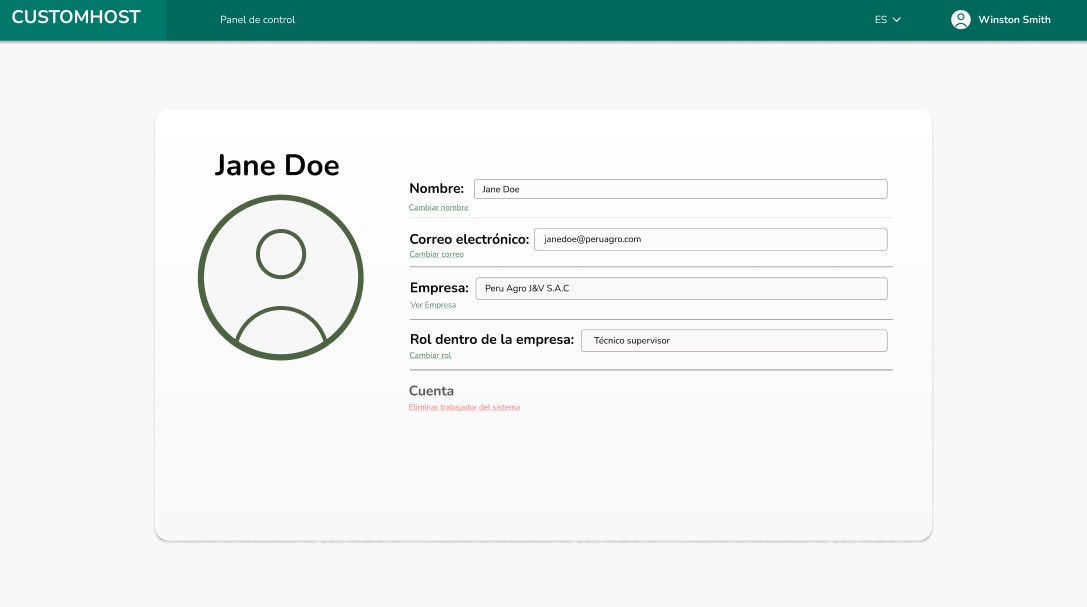 CUSTOMHOST
Panel de control
ES
Winston Smith
Jane Doe
Nombre:
Jane Doe
Cambiar nombre
Correo electrónico:
janedoe@peruagro.com
Cambiar correo
Empresa:
Peru Agro J&V S.A.C
Ver Empresa
Rol dentro de la empresa:
Técnico supervisor
Cambiar rol
Cuenta
Eliminar trabajador del sistema